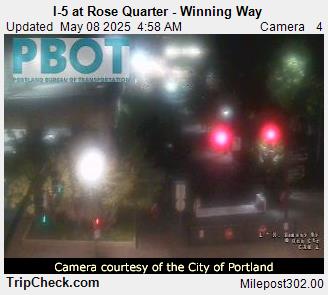 I-5 at Rose Quarter - Winning Way
Updated May 08 2025 4:58 AM Camera 4
PBOT
PORTLAND BUREAU OF TRANSPORTATION
Camera courtesy of the City of Portland
TripCheck.com Milepost302.00